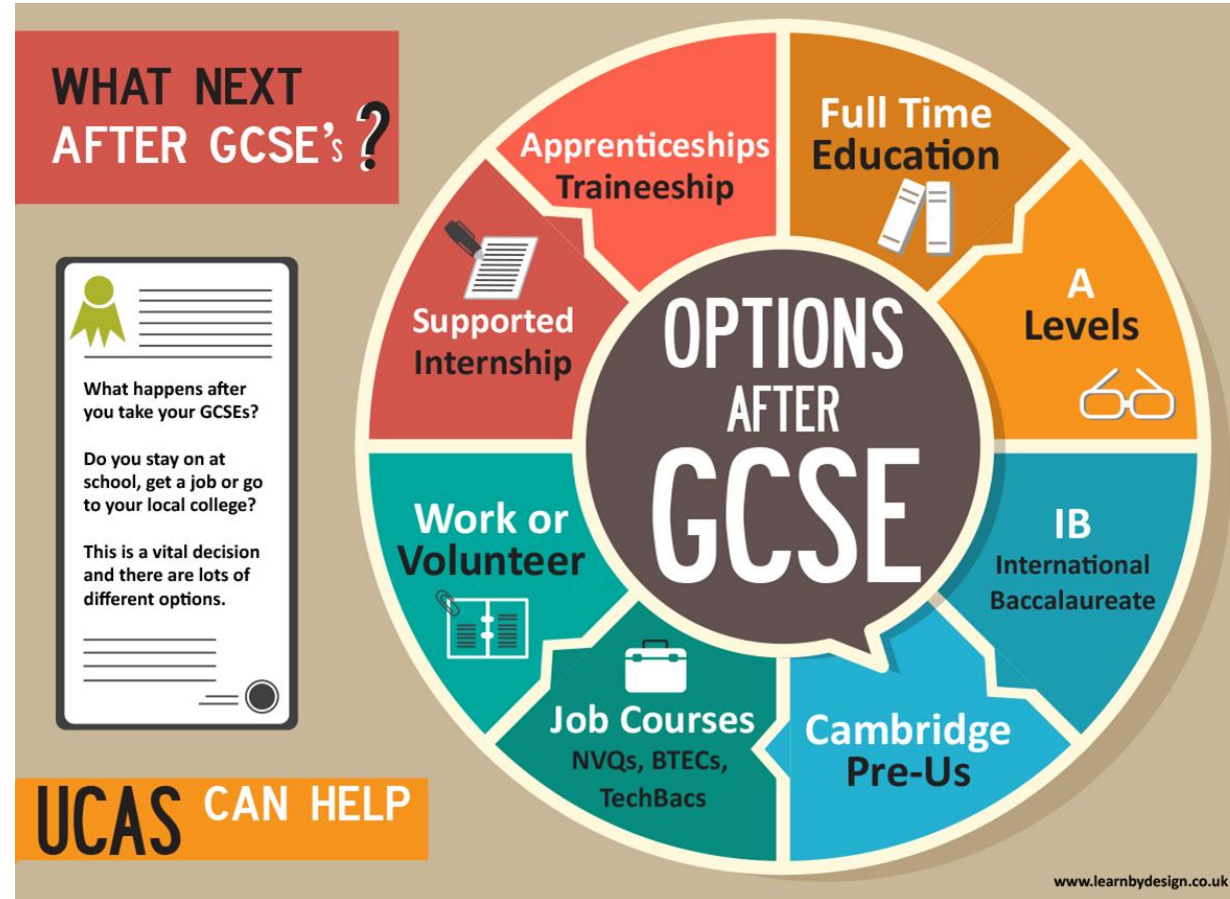 WHAT NEXT
AFTER GCSE's ?
What happens after
you take your GCSEs?
Do you stay on at
school, get a job or go
to your local college?
This is a vital decision
and there are lots of
different options.
UCAS CAN HELP
OPTIONS
AFTER
GCSE
Full Time
Education
A
Levels
IB
International
Baccalaureate
Cambridge
Pre-Us
Job Courses
NVQs, BTECs,
TechBacs
Work or
Volunteer
Supported
Internship
Apprenticeships
Traineeship
www.learnbydesign.co.uk